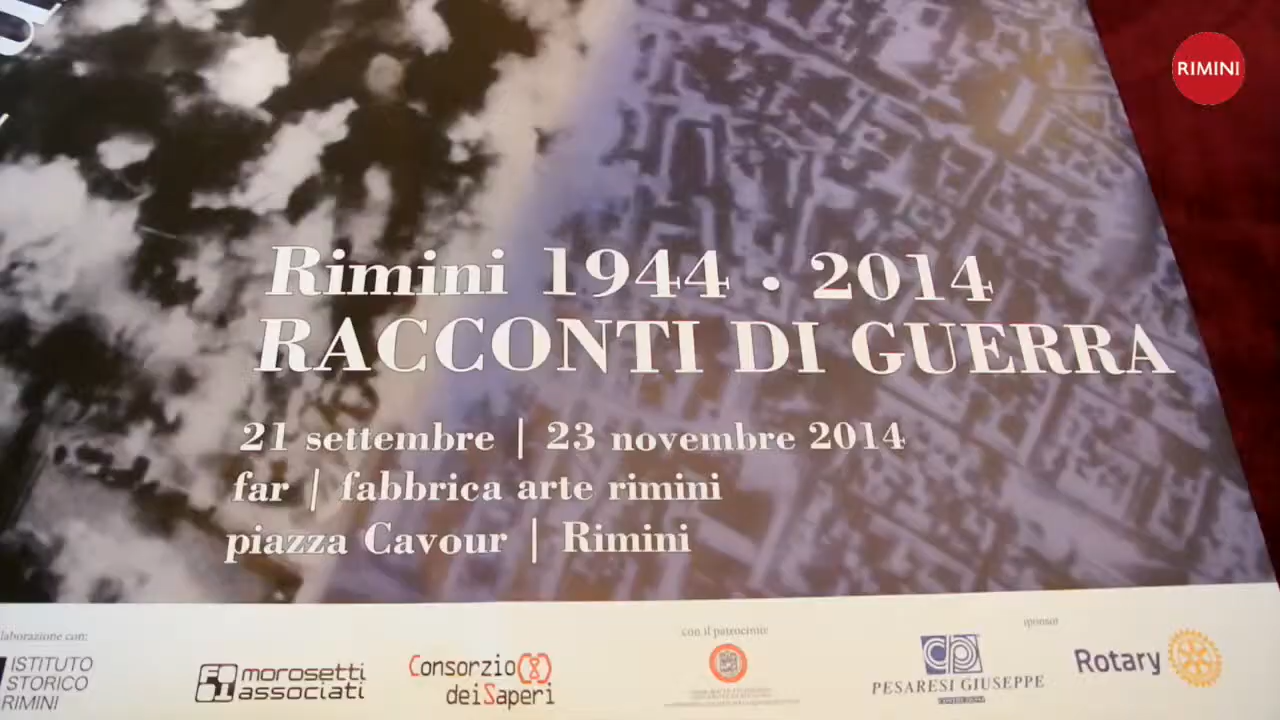 RIMINI
Rimini 1944 · 2014
RACCONTI DI GUERRA
21 settembre | 23 novembre 2014
far | fabbrica arte rimini
piazza Cavour | Rimini
laborazione con:
ISTITUTO
STORICO
RIMINI
morosetti
associati
Consorzio
deiSaperi
con il patrocinio
sponsor
PESARESI GIUSEPPE
Rotary